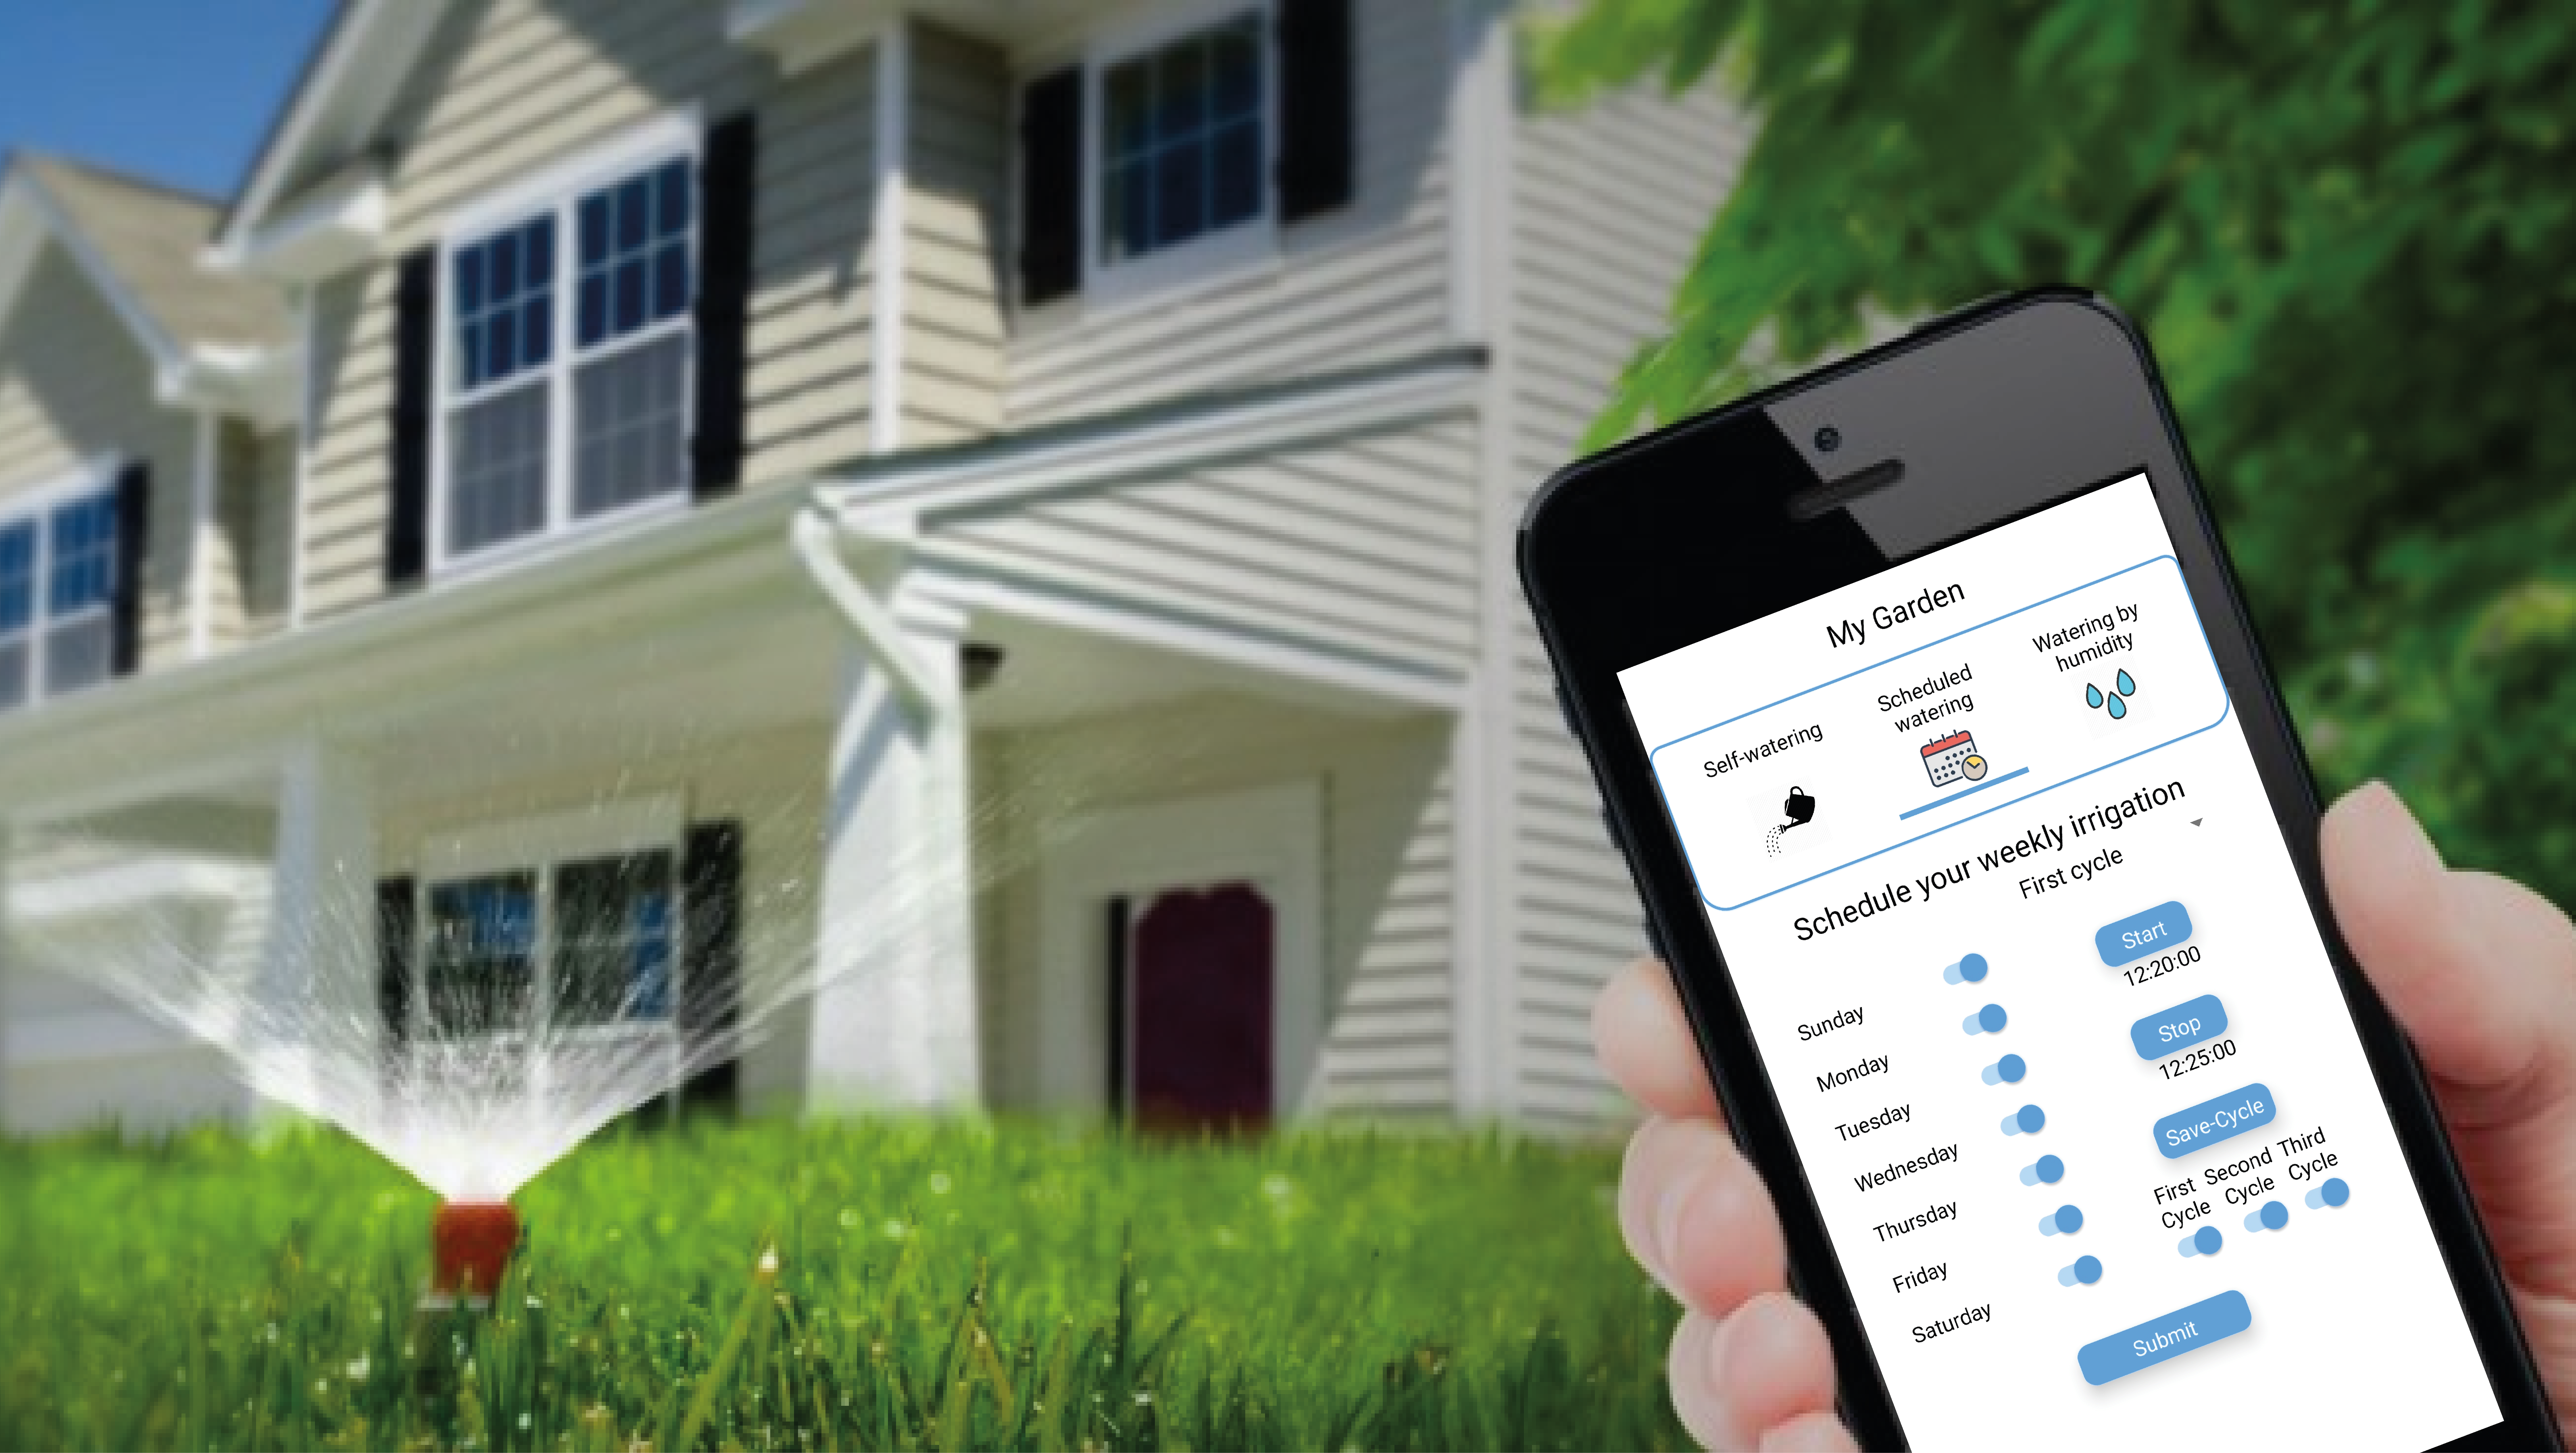 My Garden
Self-watering
Scheduled
watering
Watering by
humidity
Schedule your weekly irrigation
First cycle
Sunday
Monday
Tuesday
Wednesday
Thursday
Friday
Saturday
Start
12:20:00
Stop
12:25:00
Save-Cycle
First
Cycle
Second
Cycle
Third
Cycle
Submit